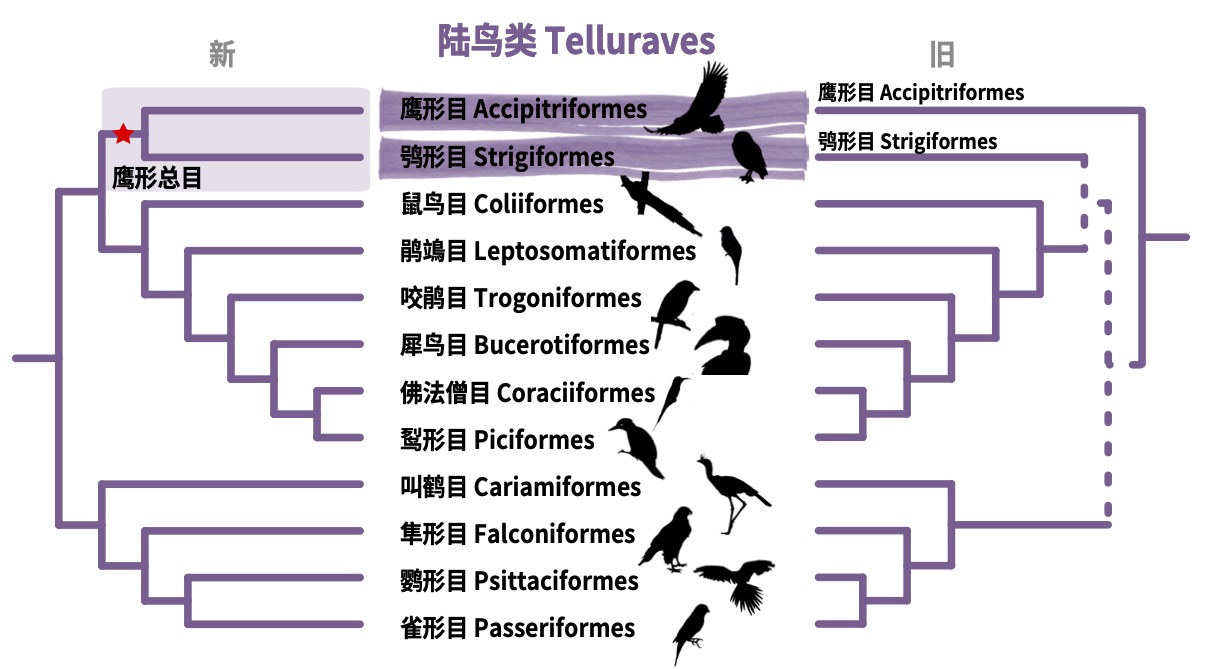 陆鸟类 Telluraves
新
旧
鹰形目 Accipitriformes
鸮形目 Strigiformes
鼠鸟目 Coliiformes
鹃鴗目 Leptosomatiformes
咬鹃目 Trogoniformes
犀鸟目 Bucerotiformes
佛法僧目 Coraciiformes
䴕形目 Piciformes
叫鹤目 Cariamiformes
隼形目 Falconiformes
鹦形目 Psittaciformes
雀形目 Passeriformes
鹰形总目
鹰形目 Accipitriformes
鸮形目 Strigiformes